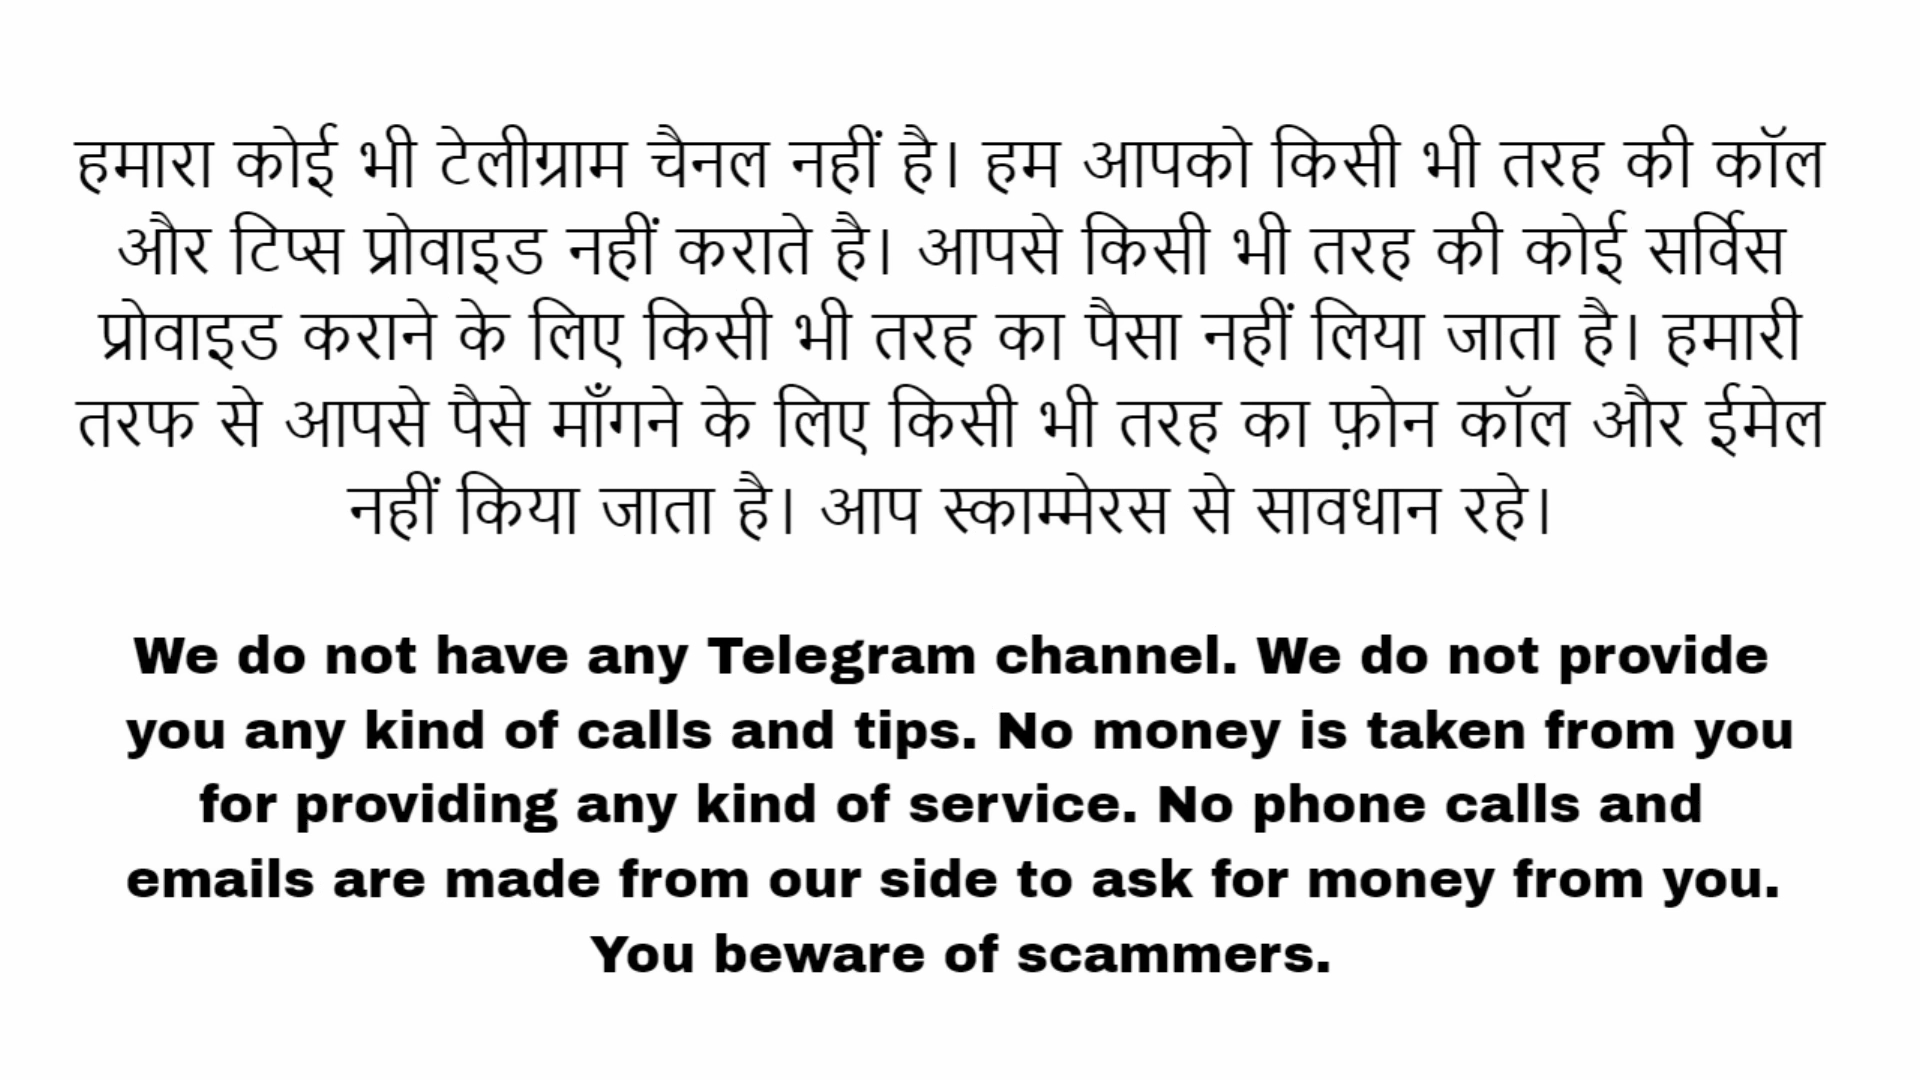 हमारा कोई भी टेलीग्राम चैनल नहीं है। हम आपको किसी भी तरह की कॉल
और टिप्स प्रोवाइड नहीं कराते है। आपसे किसी भी तरह की कोई सर्विस
प्रोवाइड कराने के लिए किसी भी तरह का पैसा नहीं लिया जाता है। हमारी
तरफ से आपसे पैसे माँगने के लिए किसी भी तरह का फ़ोन कॉल और ईमेल
नहीं किया जाता है। आप स्काम्मेरस से सावधान रहे।
We do not have any Telegram channel. We do not provide
you any kind of calls and tips. No money is taken from you
for providing any kind of service. No phone calls and
emails are made from our side to ask for money from you.
You beware of scammers.